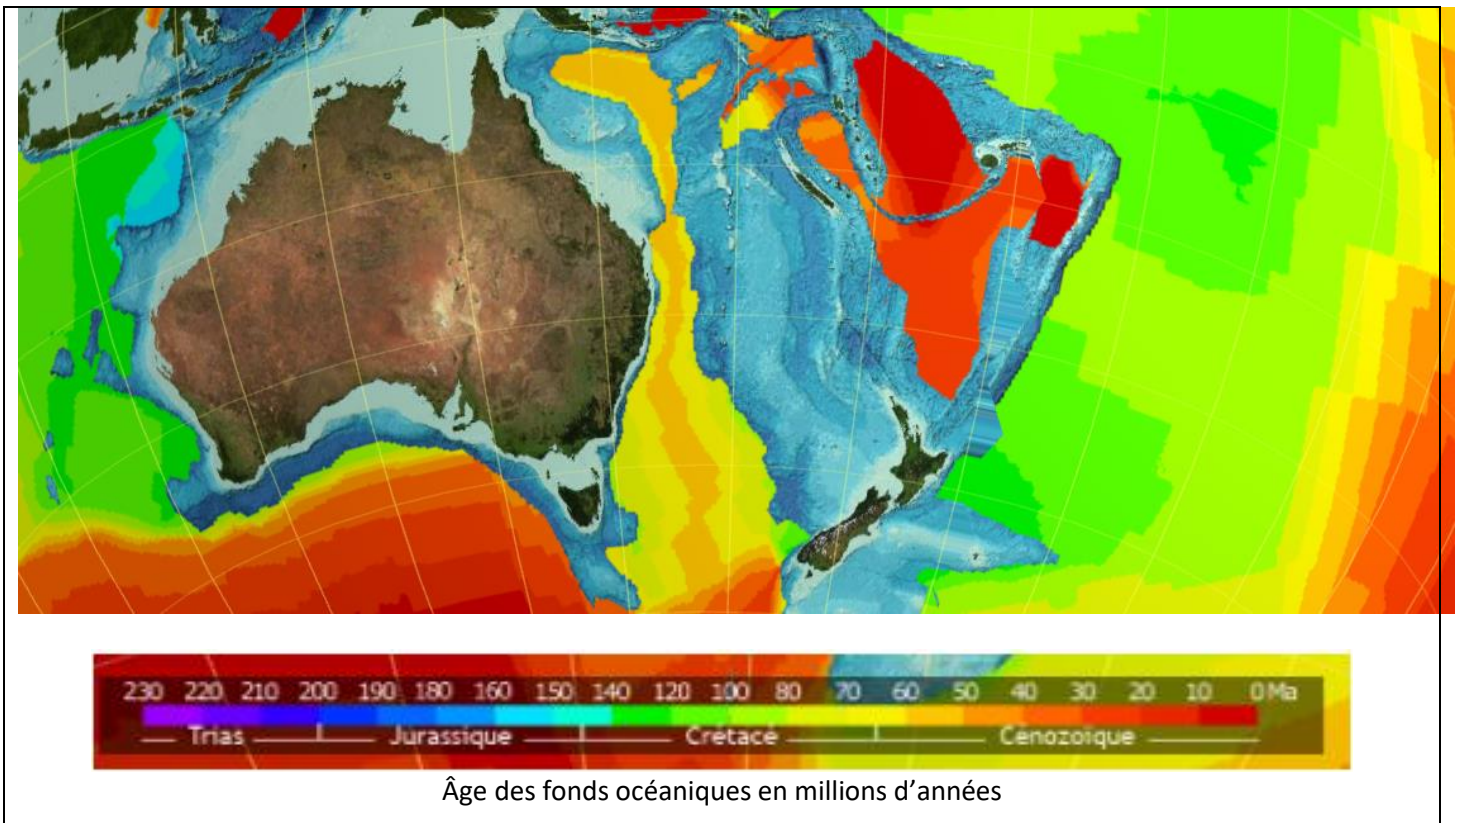 230 220 210 200 190 180 160 150 140 120 100 80 70 60 50 40 30 20 10 0 Ma
Trias Jurassique Crétacé Cénozoïque
Âge des fonds océaniques en millions d’années